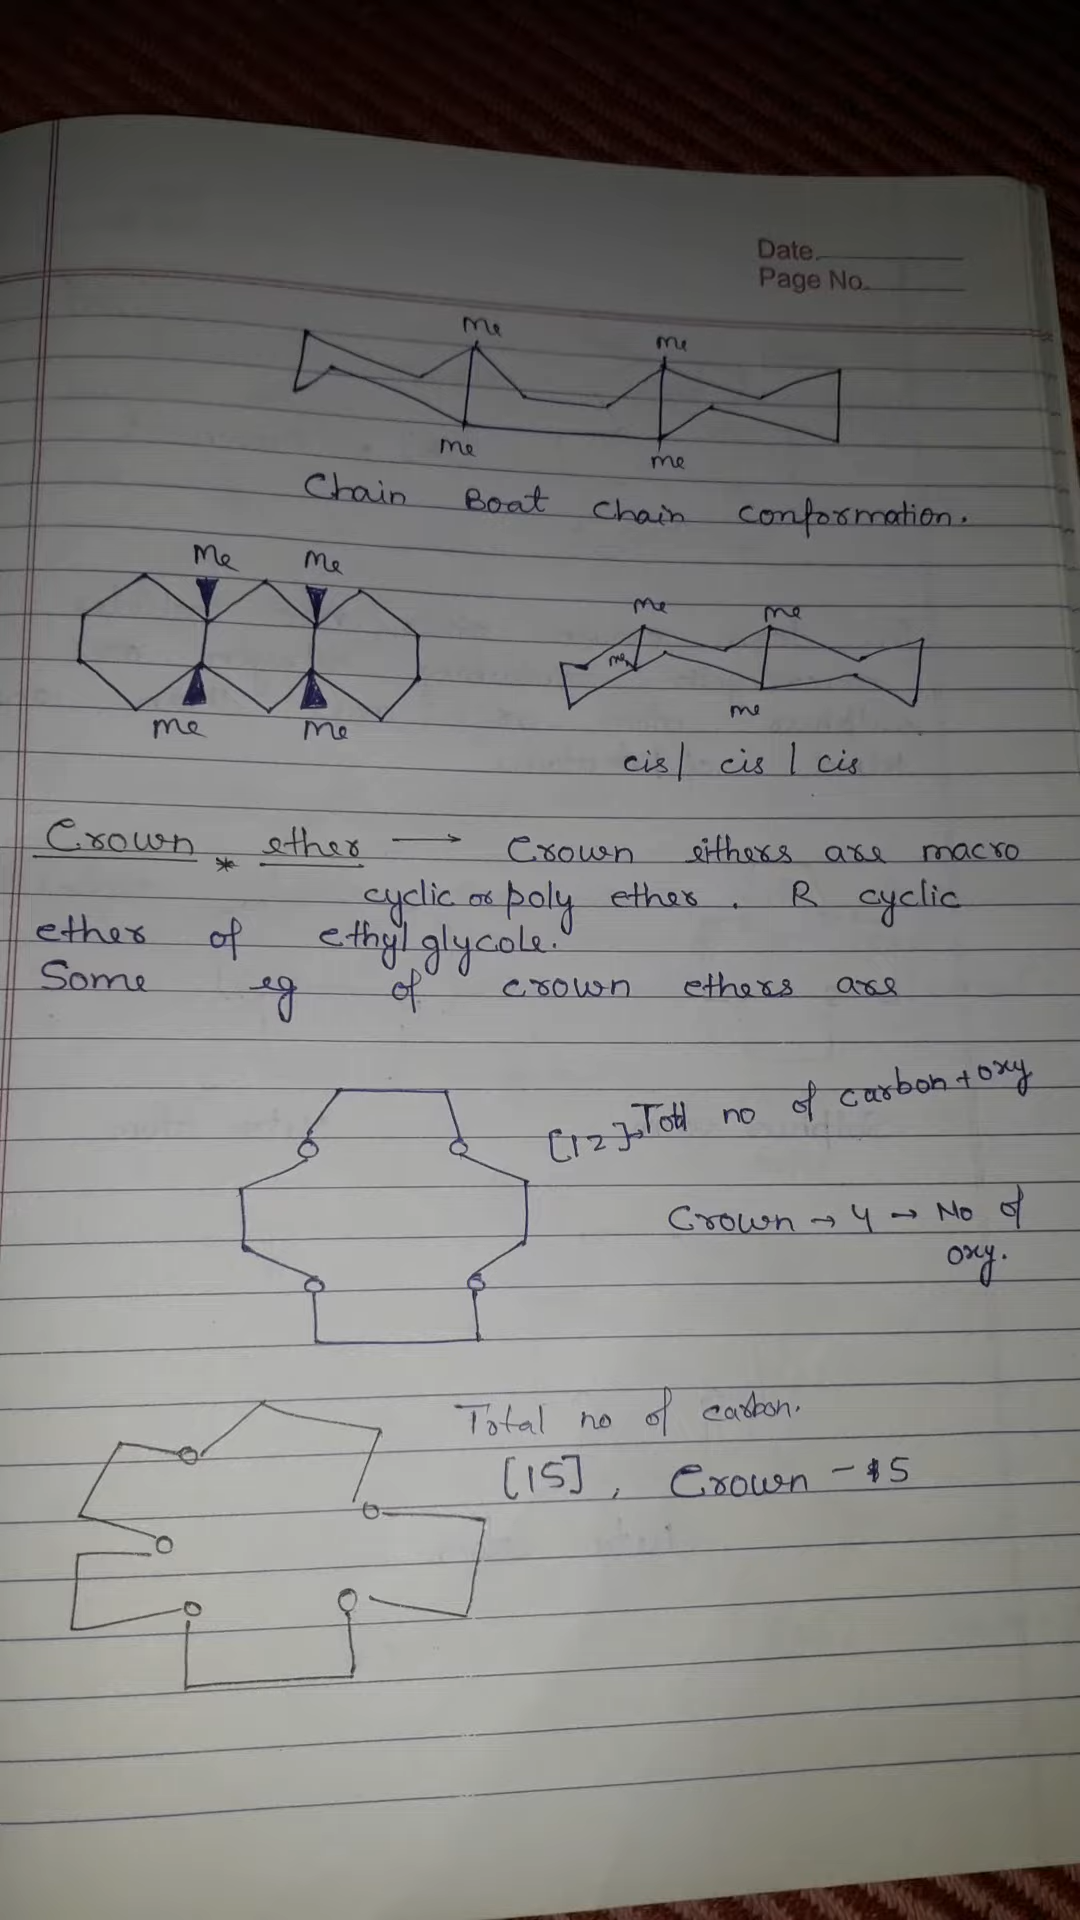 Date.
Page No.
me me
me me
Chain Boat Chain conformation.
Me Me
me Me
me me
me
me
cis/ cis / cis
Crown * ether → Crown eithers are macro
cyclic or poly ether. R cyclic
ether of ethyl glycole.
Some eg of crown ethers are
[12]→ Totl no of carbon + oxy
Crown → 4 → No of
oxy.
Total no of carbon.
[15], Crown - 5